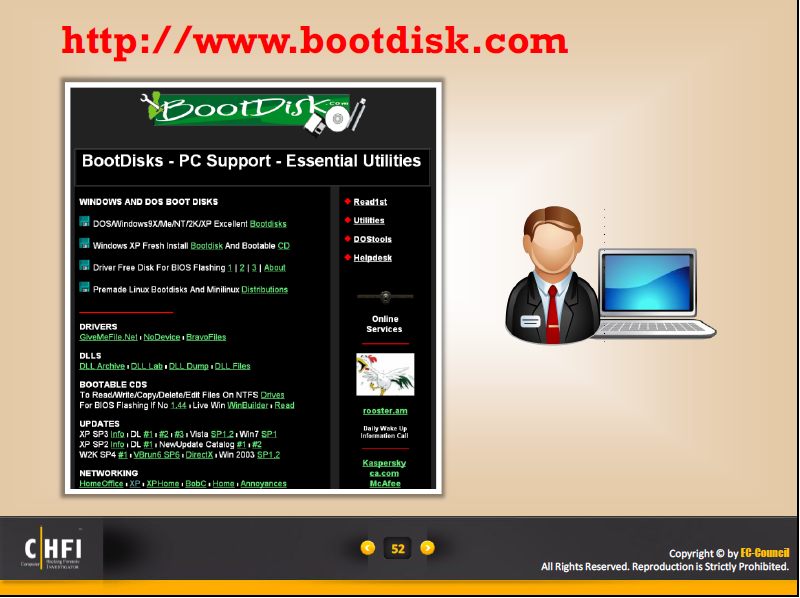 http://www.bootdisk.com
BootDisk.com
BootDisks - PC Support - Essential Utilities
WINDOWS AND DOS BOOT DISKS
DOS/Windows9X/Me/NT/2K/XP Excellent Bootdisks
Windows XP Fresh Install Bootdisk And Bootable CD
Driver Free Disk For BIOS Flashing 1 | 2 | 3 | About
Premade Linux Bootdisks And Minilinux Distributions
DRIVERS
GiveMeFile.Net ı NoDevice ı BravoFiles
DLLS
DLL Archive ı DLL Lab ı DLL Dump ı DLL Files
BOOTABLE CDS
To Read/Write/Copy/Delete/Edit Files On NTFS Drives
For BIOS Flashing If No 1.44 ı Live Win WinBuilder ı Read
UPDATES
XP SP3 Info ı DL #1 ı #2 ı #3 ı Vista SP1,2 ı Win7 SP1
XP SP2 Info ı DL #1 ı NewUpdate Catalog #1 ı #2
W2K SP4 #1 ı VBrun6 SP6 ı DirectX ı Win 2003 SP1,2
NETWORKING
HomeOffice ı XP ı XPHome ı BobC ı Home ı Annoyances
Read1st
Utilities
DOStools
Helpdesk
Online
Services
rooster.am
Daily Wake Up
Information Call
Kaspersky
ca.com
McAfee
CHFI
Computer Hacking Forensic
INVESTIGATOR
52
Copyright © by EC-Council
All Rights Reserved. Reproduction is Strictly Prohibited.